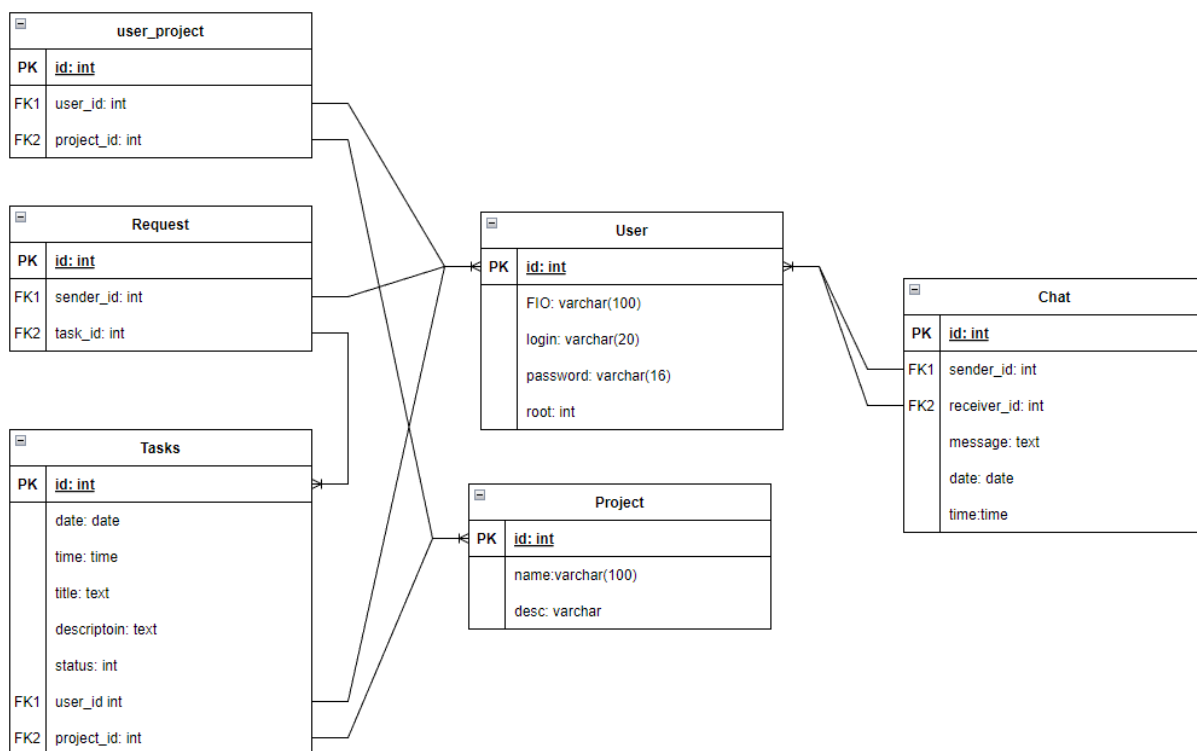 user_project
PK id: int
FK1 user_id: int
FK2 project_id: int
Request
PK id: int
FK1 sender_id: int
FK2 task_id: int
Tasks
PK id: int
date: date
time: time
title: text
descriptoin: text
status: int
FK1 user_id int
FK2 project_id: int
User
PK id: int
FIO: varchar(100)
login: varchar(20)
password: varchar(16)
root: int
Project
PK id: int
name:varchar(100)
desc: varchar
Chat
PK id: int
FK1 sender_id: int
FK2 receiver_id: int
message: text
date: date
time:time